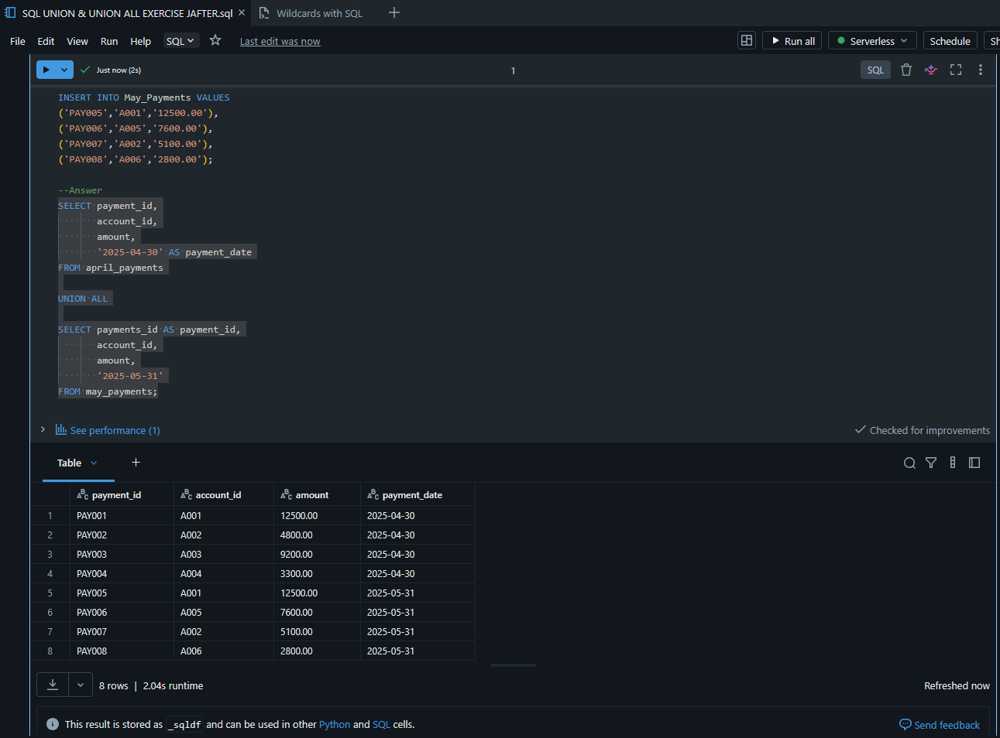 SQL UNION & UNION ALL EXERCISE JAFTER.sql
Wildcards with SQL
File Edit View Run Help SQL Last edit was now
Run all Serverless Schedule Sh
Just now (2s)
1
SQL
INSERT INTO May_Payments VALUES
('PAY005','A001','12500.00'),
('PAY006','A005','7600.00'),
('PAY007','A002','5100.00'),
('PAY008','A006','2800.00');
--Answer
SELECT payment_id,
account_id,
amount,
'2025-04-30' AS payment_date
FROM april_payments
UNION ALL
SELECT payments_id AS payment_id,
account_id,
amount,
'2025-05-31'
FROM may_payments;
See performance (1)
Checked for improvements
Table
payment_id account_id amount payment_date
1 PAY001 A001 12500.00 2025-04-30
2 PAY002 A002 4800.00 2025-04-30
3 PAY003 A003 9200.00 2025-04-30
4 PAY004 A004 3300.00 2025-04-30
5 PAY005 A001 12500.00 2025-05-31
6 PAY006 A005 7600.00 2025-05-31
7 PAY007 A002 5100.00 2025-05-31
8 PAY008 A006 2800.00 2025-05-31
8 rows | 2.04s runtime
Refreshed now
This result is stored as _sqldf and can be used in other Python and SQL cells.
Send feedback